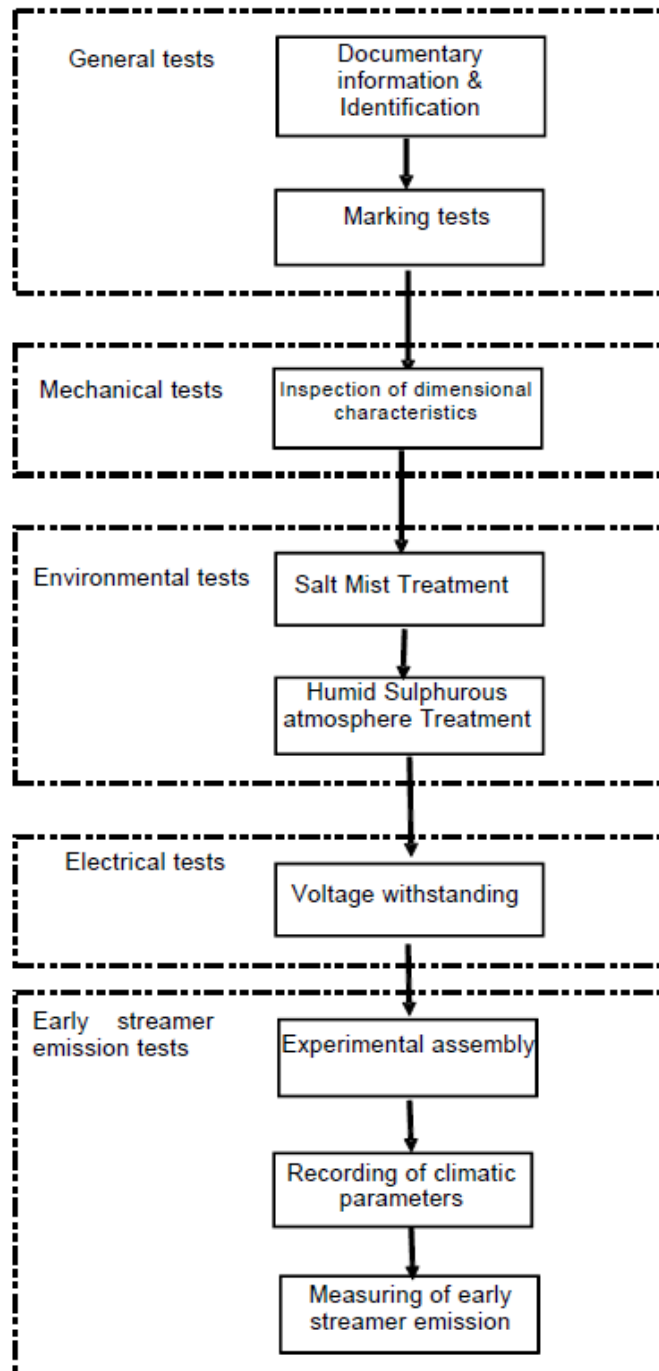 General tests
Documentary
information &
Identification
Marking tests
Mechanical tests
Inspection of dimensional
characteristics
Environmental tests
Salt Mist Treatment
Humid Sulphurous
atmosphere Treatment
Electrical tests
Voltage withstanding
Early streamer
emission tests
Experimental assembly
Recording of climatic
parameters
Measuring of early
streamer emission